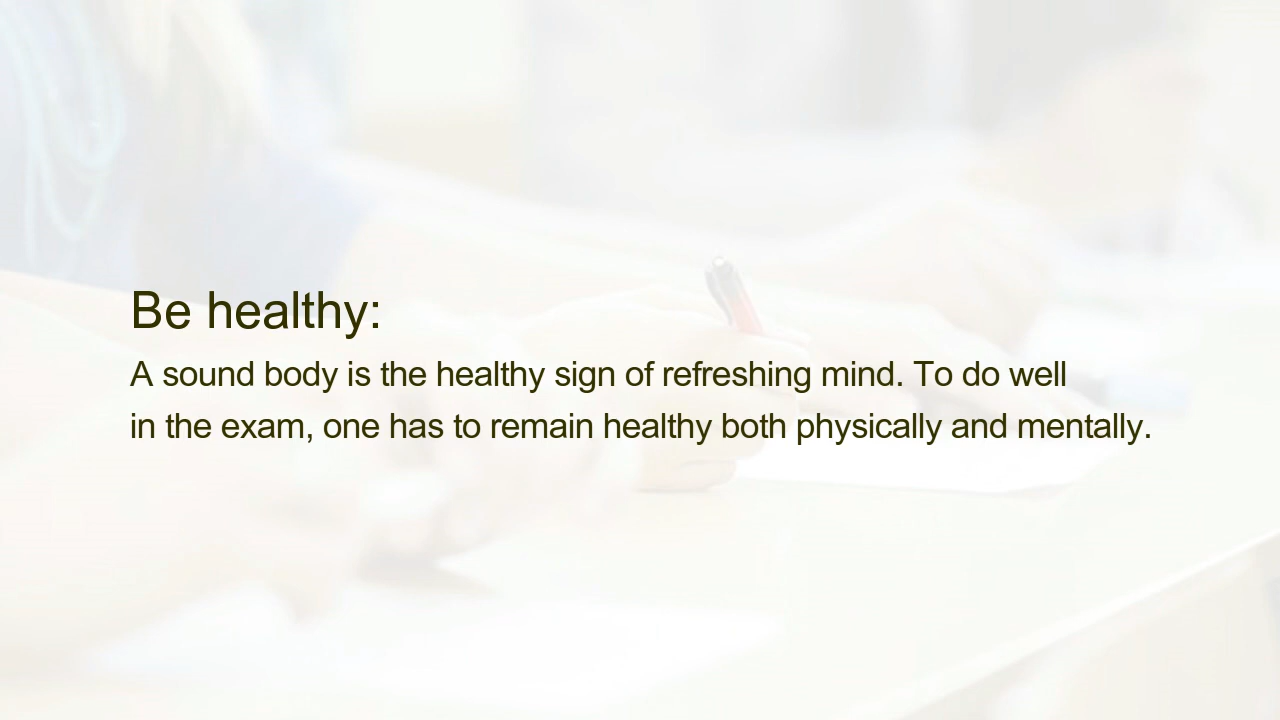 Be healthy:
A sound body is the healthy sign of refreshing mind. To do well
in the exam, one has to remain healthy both physically and mentally.